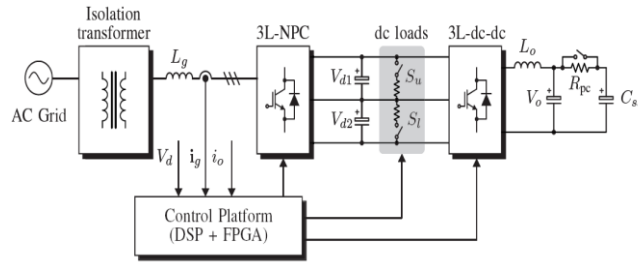 Isolation
transformer
3L-NPC
dc loads
3L-dc-dc
L_g
L_o
V_d1
S_u
R_pc
AC Grid
V_o
C_s
V_d2
S_l
V_d
i_g
i_o
Control Platform
(DSP + FPGA)